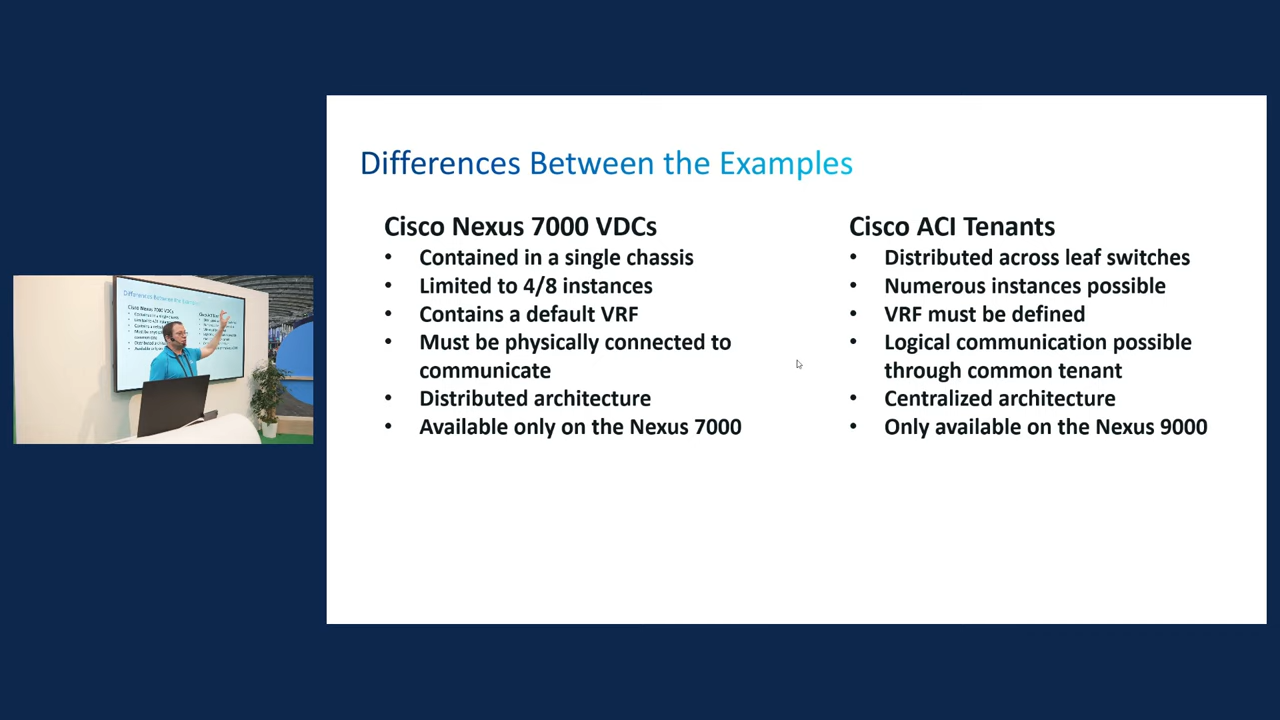 Differences Between the Examples
Cisco Nexus 7000 VDCs
• Contained in a single chassis
• Limited to 4/8 instances
• Contains a default VRF
• Must be physically connected to
communicate
• Distributed architecture
• Available only on the Nexus 7000
Cisco ACI Tenants
• Distributed across leaf switches
• Numerous instances possible
• VRF must be defined
• Logical communication possible
through common tenant
• Centralized architecture
• Only available on the Nexus 9000